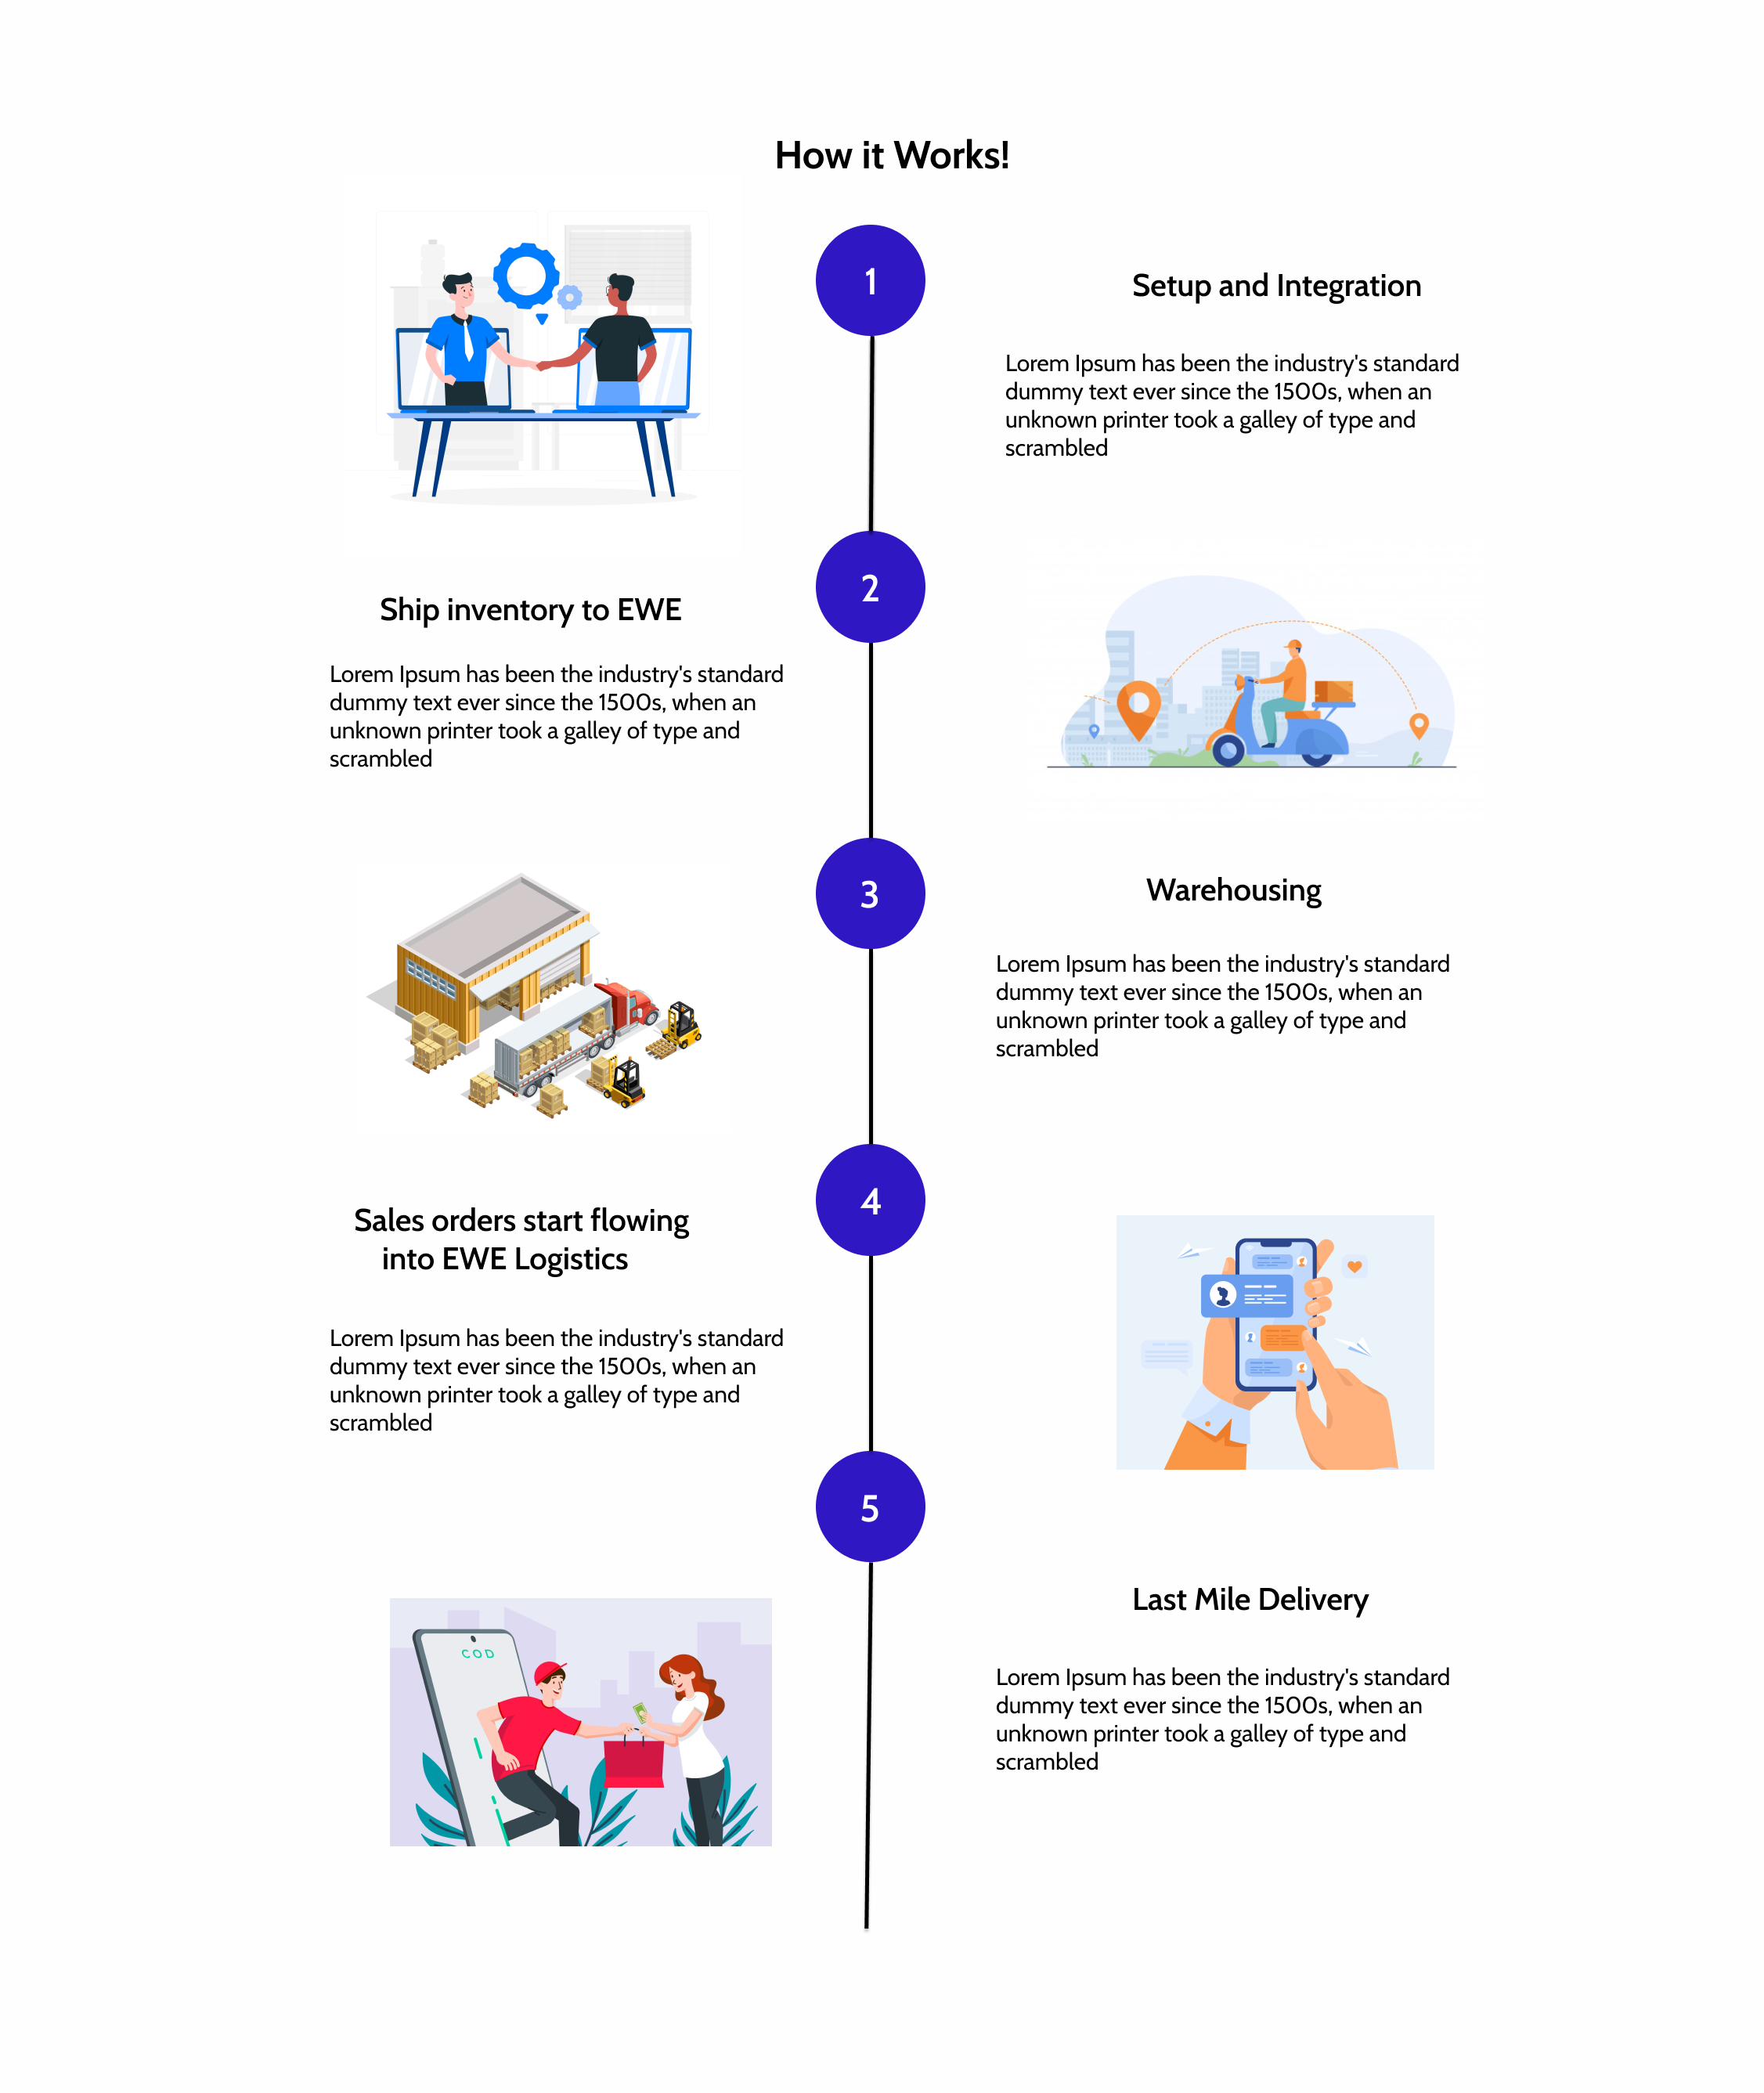 How it Works!
1
Setup and Integration
Lorem Ipsum has been the industry's standard
dummy text ever since the 1500s, when an
unknown printer took a galley of type and
scrambled
2
Ship inventory to EWE
Lorem Ipsum has been the industry's standard
dummy text ever since the 1500s, when an
unknown printer took a galley of type and
scrambled
3
Warehousing
Lorem Ipsum has been the industry's standard
dummy text ever since the 1500s, when an
unknown printer took a galley of type and
scrambled
4
Sales orders start flowing
into EWE Logistics
Lorem Ipsum has been the industry's standard
dummy text ever since the 1500s, when an
unknown printer took a galley of type and
scrambled
5
Last Mile Delivery
COD
Lorem Ipsum has been the industry's standard
dummy text ever since the 1500s, when an
unknown printer took a galley of type and
scrambled